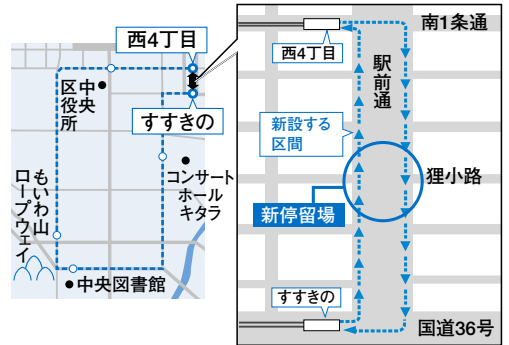 西4丁目
中央
区役所
すすきの
コンサート
ホール
キタラ
もいわ山
ロープウェイ
中央図書館
南1条通
西4丁目
駅前通
新設する
区間
狸小路
新停留場
すすきの
国道36号